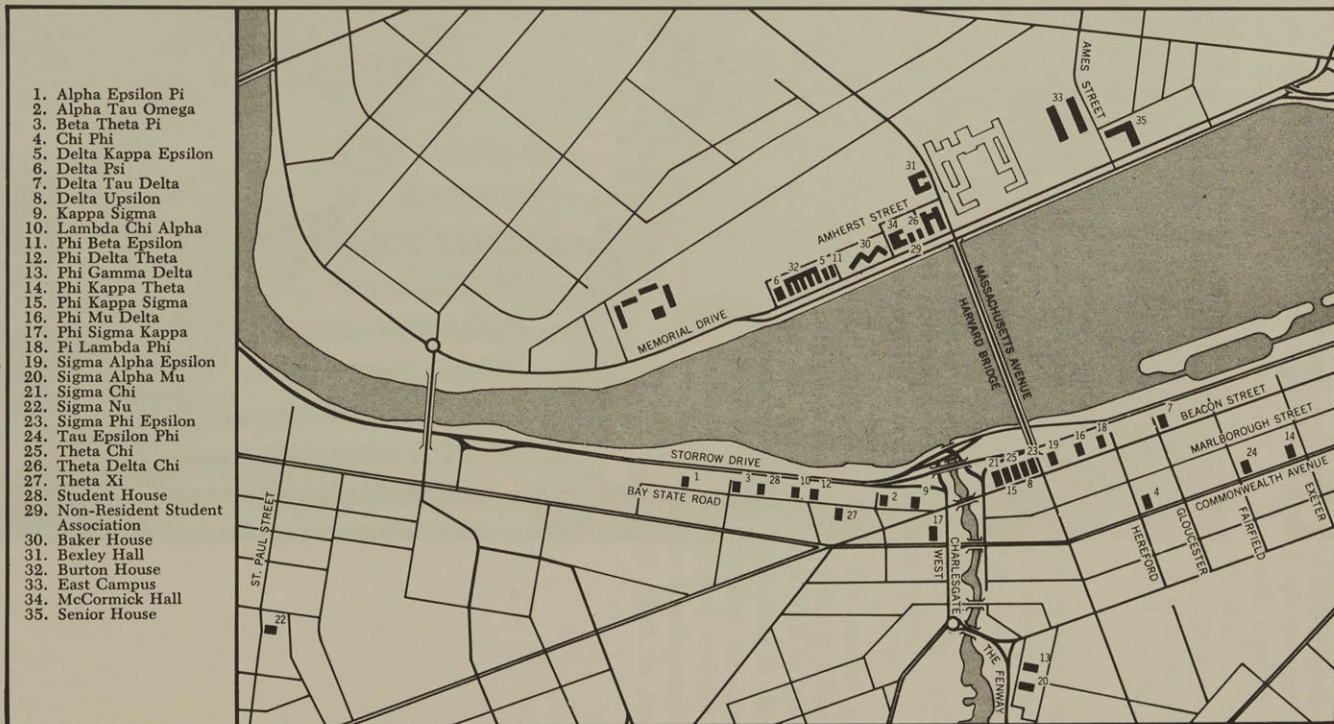 1. Alpha Epsilon Pi
2. Alpha Tau Omega
3. Beta Theta Pi
4. Chi Phi
5. Delta Kappa Epsilon
6. Delta Psi
7. Delta Tau Delta
8. Delta Upsilon
9. Kappa Sigma
10. Lambda Chi Alpha
11. Phi Beta Epsilon
12. Phi Delta Theta
13. Phi Gamma Delta
14. Phi Kappa Theta
15. Phi Kappa Sigma
16. Phi Mu Delta
17. Phi Sigma Kappa
18. Pi Lambda Phi
19. Sigma Alpha Epsilon
20. Sigma Alpha Mu
21. Sigma Chi
22. Sigma Nu
23. Sigma Phi Epsilon
24. Tau Epsilon Phi
25. Theta Chi
26. Theta Delta Chi
27. Theta Xi
28. Student House
29. Non-Resident Student
Association
30. Baker House
31. Bexley Hall
32. Burton House
33. East Campus
34. McCormick Hall
35. Senior House
AMES STREET
33
35
31
AMHERST STREET
34
26
30
29
32
5
11
6
MEMORIAL DRIVE
MASSACHUSETTS AVENUE
HARVARD BRIDGE
7
BEACON STREET
MARLBOROUGH STREET
COMMONWEALTH AVENUE
18
16
19
23
25
21
15
8
14
24
4
HEREFORD
GLOUCESTER
FAIRFIELD
EXETER
STORROW DRIVE
BAY STATE ROAD
1
3
28
10
12
2
9
27
17
WEST
CHARLESGATE
ST. PAUL STREET
22
THE FENWAY
13
20